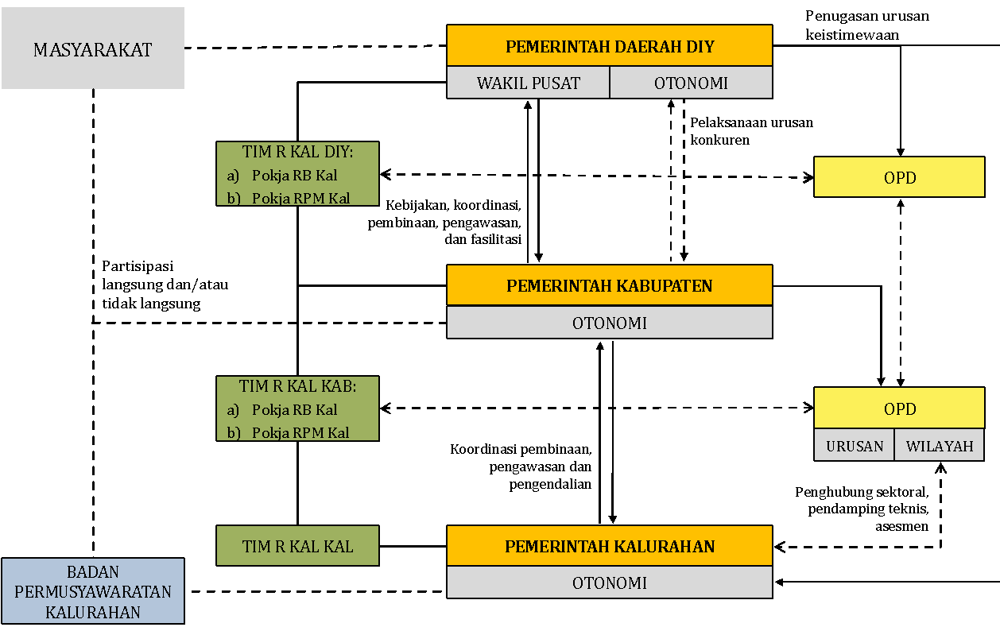 MASYARAKAT
PEMERINTAH DAERAH DIY
WAKIL PUSAT
OTONOMI
Penugasan urusan
keistimewaan
Pelaksanaan urusan
konkuren
TIM R KAL DIY:
a) Pokja RB Kal
b) Pokja RPM Kal
OPD
Kebijakan, koordinasi,
pembinaan, pengawasan,
dan fasilitasi
Partisipasi
langsung dan/atau
tidak langsung
PEMERINTAH KABUPATEN
OTONOMI
TIM R KAL KAB:
a) Pokja RB Kal
b) Pokja RPM Kal
OPD
URUSAN
WILAYAH
Koordinasi pembinaan,
pengawasan dan
pengendalian
Penghubung sektoral,
pendamping teknis,
asesmen
TIM R KAL KAL
PEMERINTAH KALURAHAN
OTONOMI
BADAN
PERMUSYAWARATAN
KALURAHAN